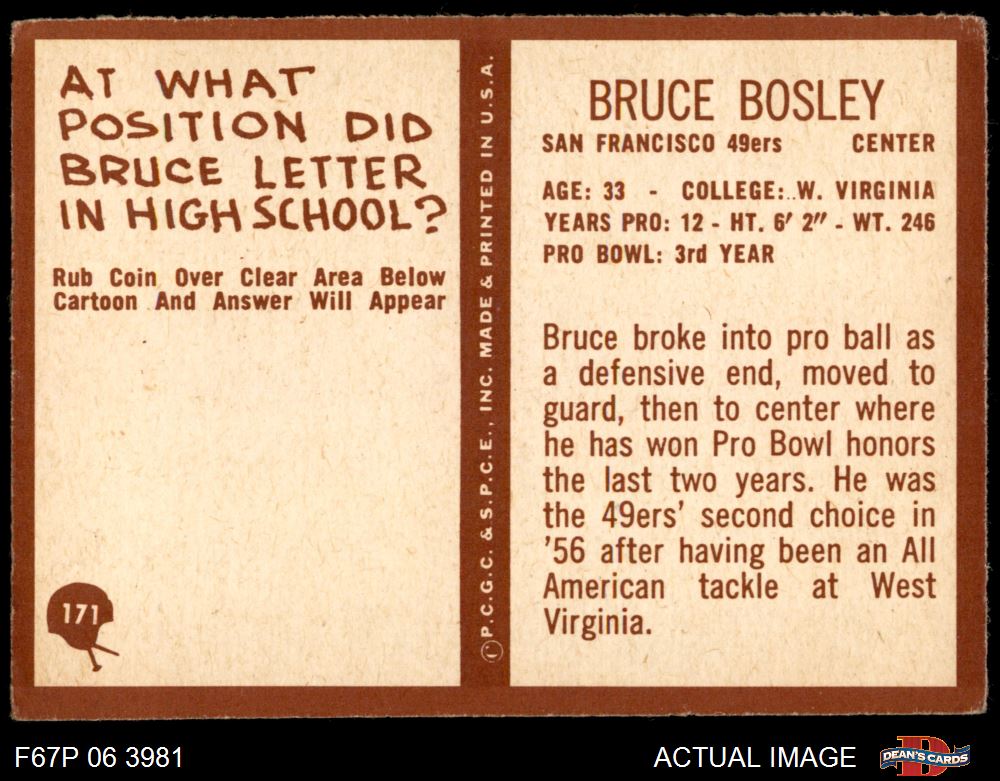 AT WHAT
POSITION DID
BRUCE LETTER
IN HIGH SCHOOL?
Rub Coin Over Clear Area Below
Cartoon And Answer Will Appear
171
© P.C.G.C. & S.P.C.E., INC. MADE & PRINTED IN U.S.A.
BRUCE BOSLEY
SAN FRANCISCO 49ers CENTER
AGE: 33 - COLLEGE: W. VIRGINIA
YEARS PRO: 12 - HT. 6' 2" - WT. 246
PRO BOWL: 3rd YEAR
Bruce broke into pro ball as
a defensive end, moved to
guard, then to center where
he has won Pro Bowl honors
the last two years. He was
the 49ers' second choice in
'56 after having been an All
American tackle at West
Virginia.
F67P 06 3981
ACTUAL IMAGE
D
DEAN'S CARDS